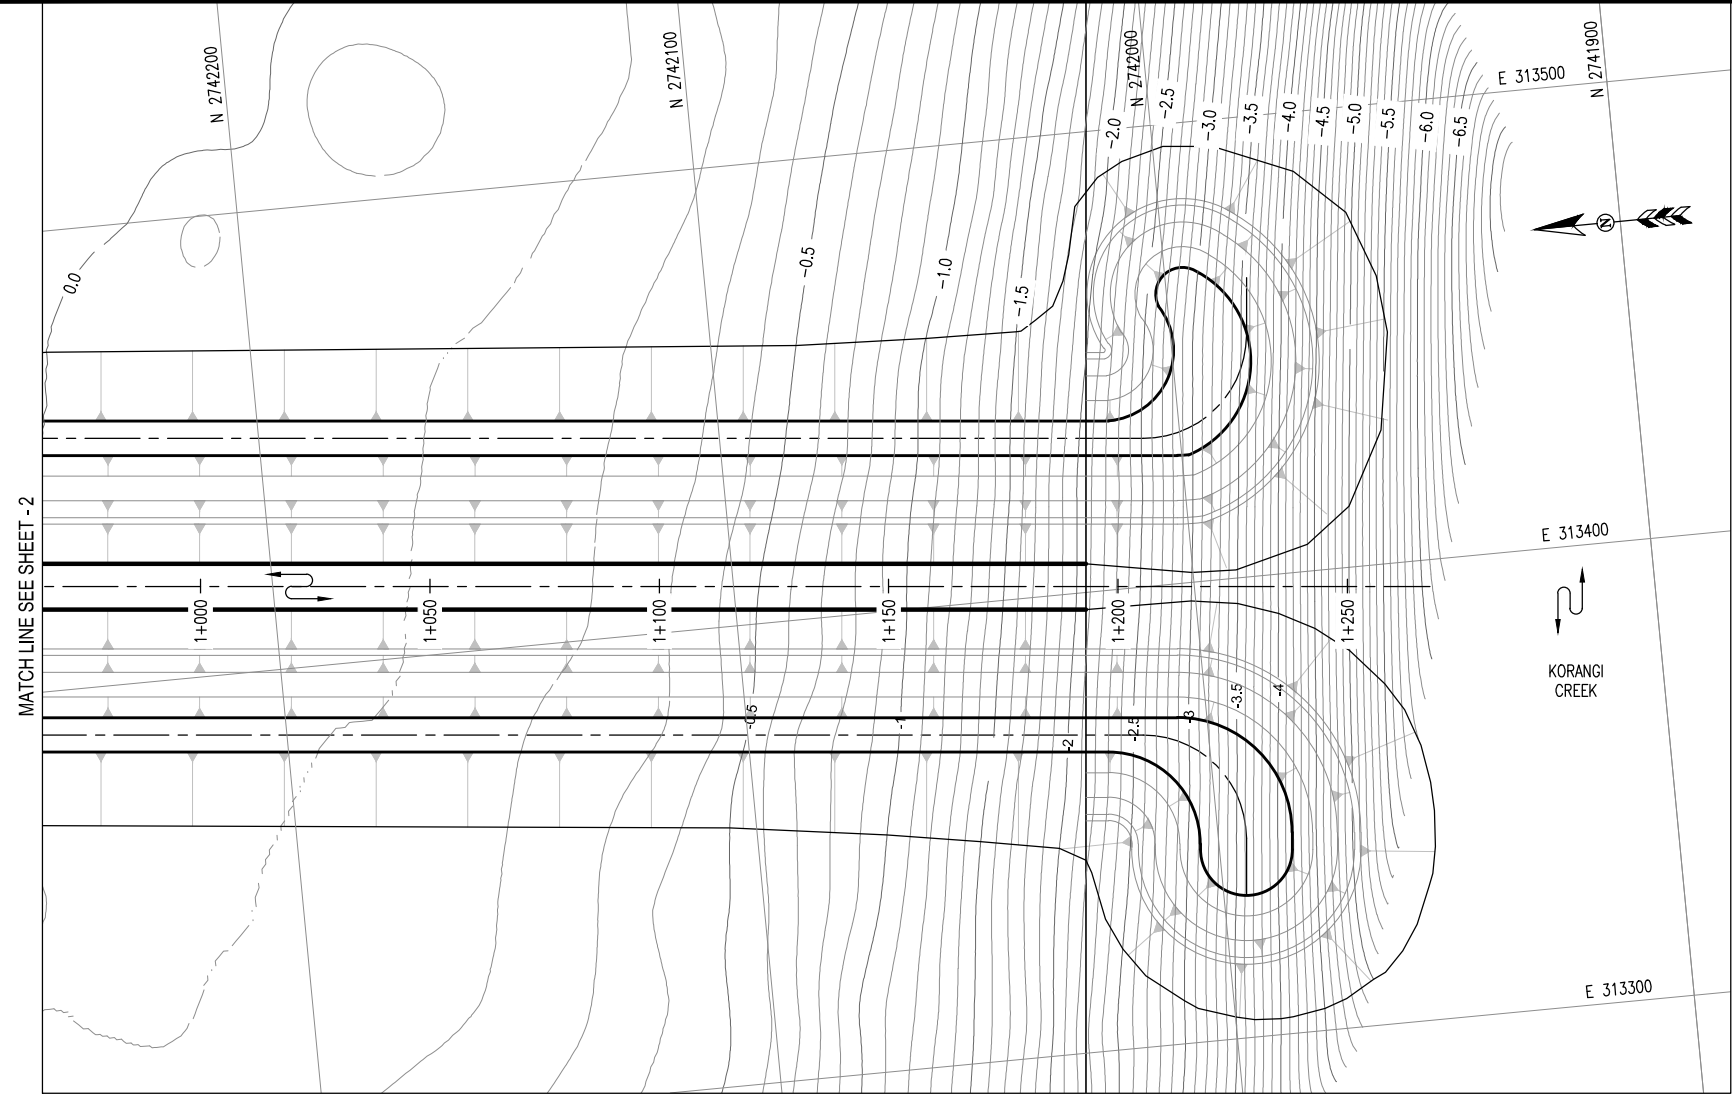 N 2742200
N 2742100
N 2742000
N 2741900
E 313500
-2.0
-2.5
-3.0
-3.5
-4.0
-4.5
-5.0
-5.5
-6.0
-6.5
0.0
-0.5
-1.0
-1.5
N
MATCH LINE SEE SHEET - 2
E 313400
1+000
1+050
1+100
1+150
1+200
1+250
KORANGI
CREEK
-0.5
-1
-2
-2.5
-3
-3.5
-4
E 313300